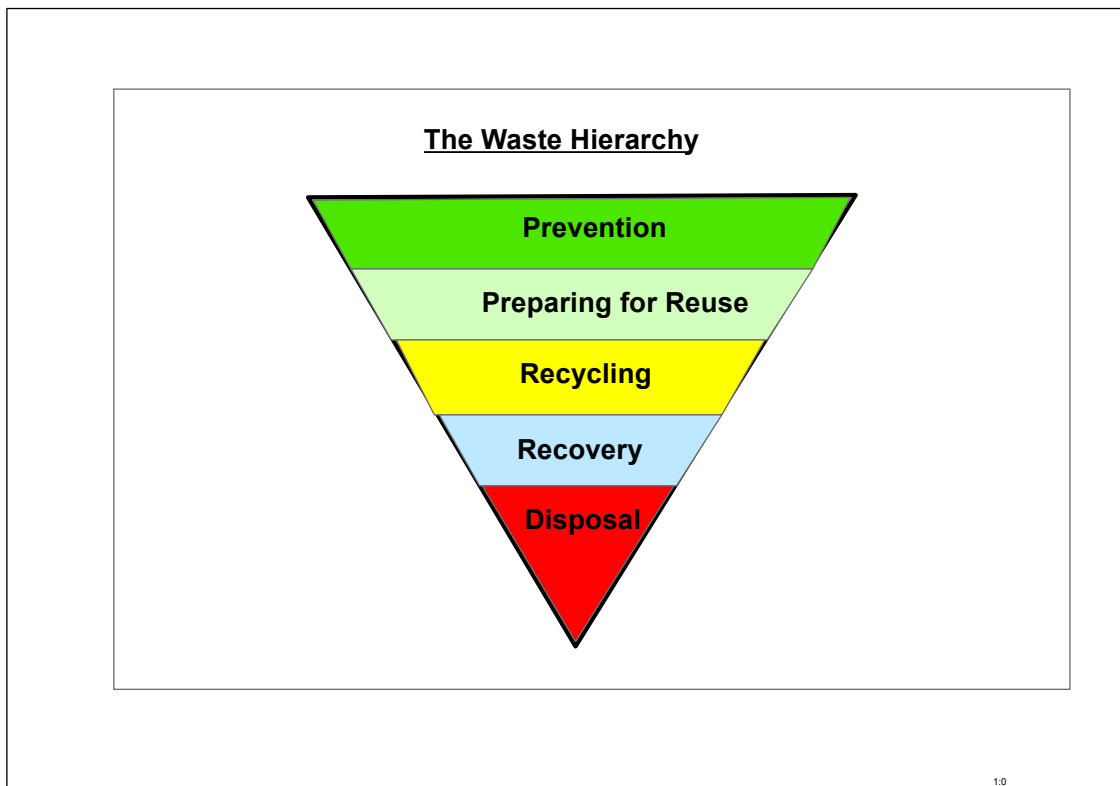 The Waste Hierarchy
Prevention
Preparing for Reuse
Recycling
Recovery
Disposal
1:0